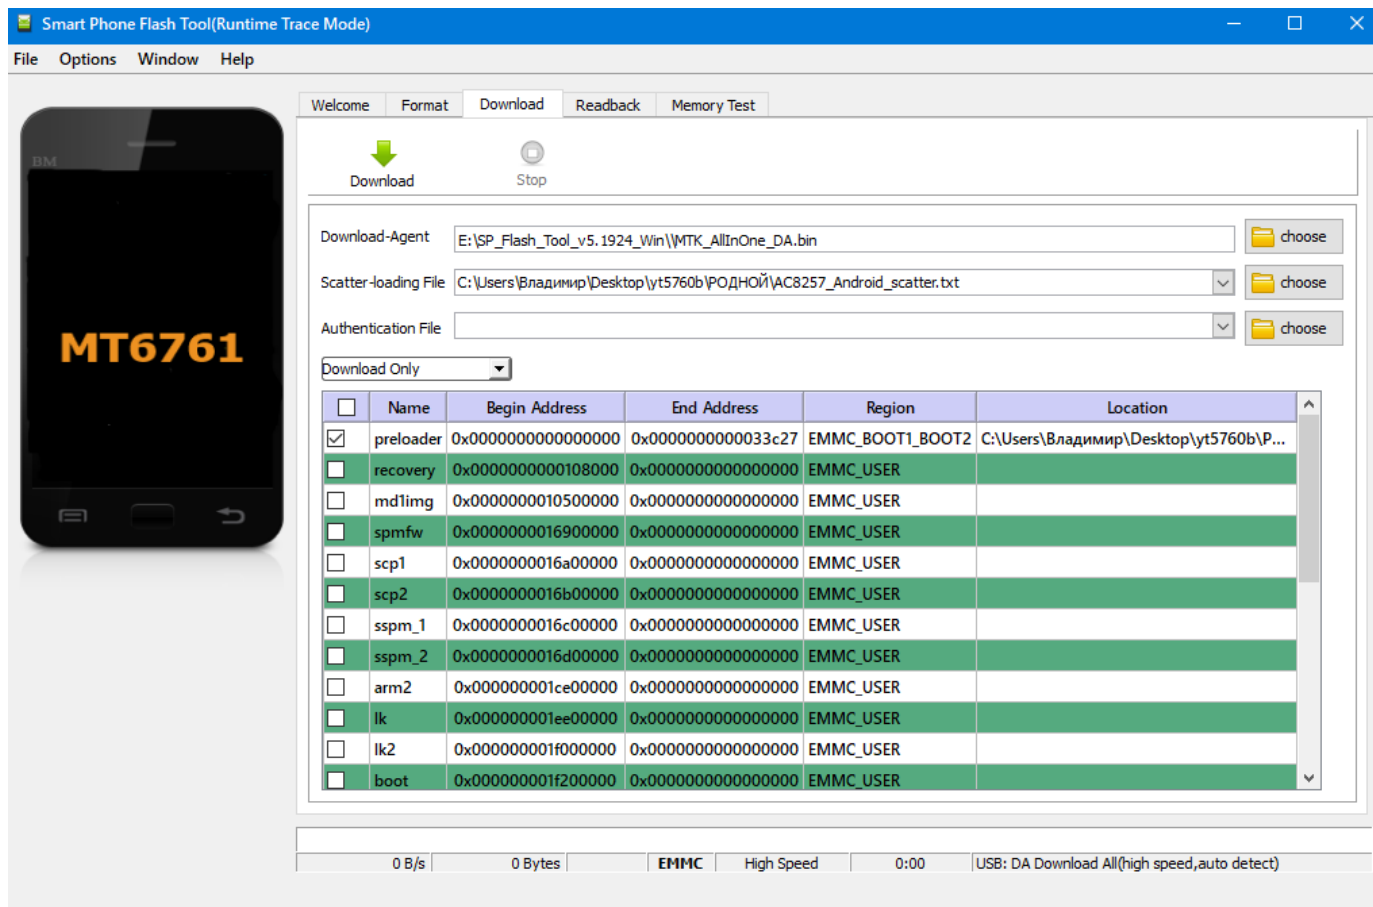 Smart Phone Flash Tool(Runtime Trace Mode)
File Options Window Help
Welcome Format Download Readback Memory Test
BM
Download Stop
Download-Agent E:\SP_Flash_Tool_v5.1924_Win\\MTK_AllInOne_DA.bin choose
Scatter-loading File C:\Users\Владимир\Desktop\yt5760b\РОДНОЙ\AC8257_Android_scatter.txt choose
Authentication File choose
MT6761
Download Only
Name Begin Address End Address Region Location
preloader 0x0000000000000000 0x0000000000033c27 EMMC_BOOT1_BOOT2 C:\Users\Владимир\Desktop\yt5760b\Р...
recovery 0x0000000000108000 0x0000000000000000 EMMC_USER
md1img 0x0000000010500000 0x0000000000000000 EMMC_USER
spmfw 0x0000000016900000 0x0000000000000000 EMMC_USER
scp1 0x0000000016a00000 0x0000000000000000 EMMC_USER
scp2 0x0000000016b00000 0x0000000000000000 EMMC_USER
sspm_1 0x0000000016c00000 0x0000000000000000 EMMC_USER
sspm_2 0x0000000016d00000 0x0000000000000000 EMMC_USER
arm2 0x000000001ce00000 0x0000000000000000 EMMC_USER
lk 0x000000001ee00000 0x0000000000000000 EMMC_USER
lk2 0x000000001f000000 0x0000000000000000 EMMC_USER
boot 0x000000001f200000 0x0000000000000000 EMMC_USER
0 B/s 0 Bytes EMMC High Speed 0:00 USB: DA Download All(high speed,auto detect)